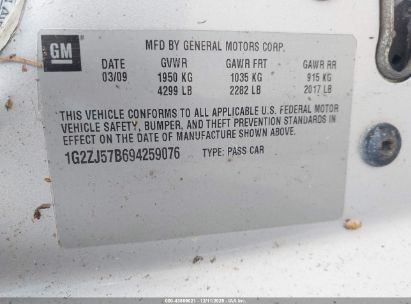 GM
MFD BY GENERAL MOTORS CORP.
DATE GVWR GAWR FRT GAWR RR
03/09 1950 KG 1035 KG 915 KG
4299 LB 2282 LB 2017 LB
THIS VEHICLE CONFORMS TO ALL APPLICABLE U.S. FEDERAL MOTOR
VEHICLE SAFETY, BUMPER, AND THEFT PREVENTION STANDARDS IN
EFFECT ON THE DATE OF MANUFACTURE SHOWN ABOVE.
1G2ZJ57B694259076 TYPE: PASS CAR